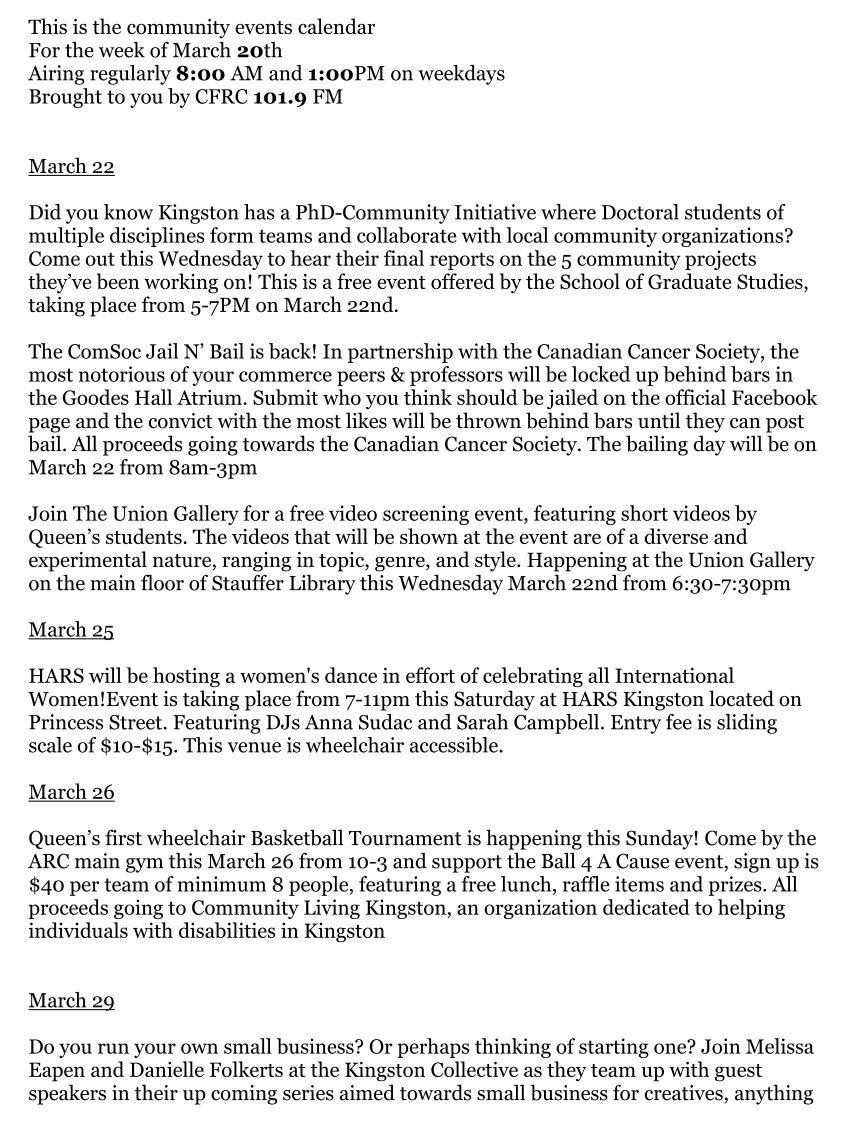 This is the community events calendar
For the week of March 20th
Airing regularly 8:00 AM and 1:00PM on weekdays
Brought to you by CFRC 101.9 FM
March 22
Did you know Kingston has a PhD-Community Initiative where Doctoral students of
multiple disciplines form teams and collaborate with local community organizations?
Come out this Wednesday to hear their final reports on the 5 community projects
they’ve been working on! This is a free event offered by the School of Graduate Studies,
taking place from 5-7PM on March 22nd.
The ComSoc Jail N’ Bail is back! In partnership with the Canadian Cancer Society, the
most notorious of your commerce peers & professors will be locked up behind bars in
the Goodes Hall Atrium. Submit who you think should be jailed on the official Facebook
page and the convict with the most likes will be thrown behind bars until they can post
bail. All proceeds going towards the Canadian Cancer Society. The bailing day will be on
March 22 from 8am-3pm
Join The Union Gallery for a free video screening event, featuring short videos by
Queen’s students. The videos that will be shown at the event are of a diverse and
experimental nature, ranging in topic, genre, and style. Happening at the Union Gallery
on the main floor of Stauffer Library this Wednesday March 22nd from 6:30-7:30pm
March 25
HARS will be hosting a women's dance in effort of celebrating all International
Women!Event is taking place from 7-11pm this Saturday at HARS Kingston located on
Princess Street. Featuring DJs Anna Sudac and Sarah Campbell. Entry fee is sliding
scale of $10-$15. This venue is wheelchair accessible.
March 26
Queen’s first wheelchair Basketball Tournament is happening this Sunday! Come by the
ARC main gym this March 26 from 10-3 and support the Ball 4 A Cause event, sign up is
$40 per team of minimum 8 people, featuring a free lunch, raffle items and prizes. All
proceeds going to Community Living Kingston, an organization dedicated to helping
individuals with disabilities in Kingston
March 29
Do you run your own small business? Or perhaps thinking of starting one? Join Melissa
Eapen and Danielle Folkerts at the Kingston Collective as they team up with guest
speakers in their up coming series aimed towards small business for creatives, anything